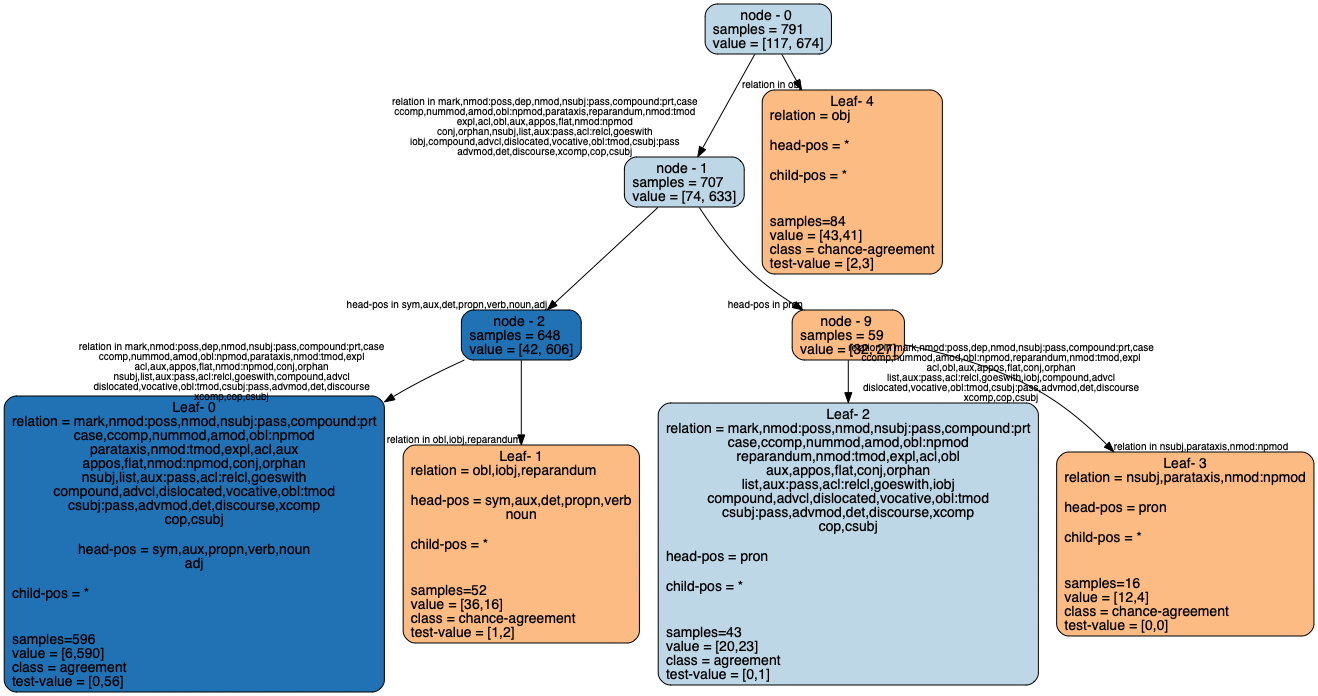 node - 0
samples = 791
value = [117, 674]
relation in mark,nmod:poss,dep,nmod,nsubj:pass,compound:prt,case
ccomp,nummod,amod,obl:npmod,parataxis,reparandum,nmod:tmod
expl,acl,obl,aux,appos,flat,nmod:npmod
conj,orphan,nsubj,list,aux:pass,acl:relcl,goeswith
iobj,compound,advcl,dislocated,vocative,obl:tmod,csubj:pass
advmod,det,discourse,xcomp,cop,csubj
relation in obj
Leaf- 4
relation = obj
head-pos = *
child-pos = *
samples=84
value = [43,41]
class = chance-agreement
test-value = [2,3]
node - 1
samples = 707
value = [74, 633]
head-pos in sym,aux,det,propn,verb,noun,adj
node - 2
samples = 648
value = [42, 606]
head-pos in pron
node - 9
samples = 59
value = [32, 27]
relation in mark,nmod:poss,dep,nmod,nsubj:pass,compound:prt,case
ccomp,nummod,amod,obl:npmod,parataxis,nmod:tmod,expl
acl,aux,appos,flat,nmod:npmod,conj,orphan
nsubj,list,aux:pass,acl:relcl,goeswith,compound,advcl
dislocated,vocative,obl:tmod,csubj:pass,advmod,det,discourse
xcomp,cop,csubj
relation in mark,nmod:poss,dep,nmod,nsubj:pass,compound:prt,case
ccomp,nummod,amod,obl:npmod,reparandum,nmod:tmod,expl
acl,obl,aux,appos,flat,conj,orphan
list,aux:pass,acl:relcl,goeswith,iobj,compound,advcl
dislocated,vocative,obl:tmod,csubj:pass,advmod,det,discourse
xcomp,cop,csubj
Leaf- 0
relation = mark,nmod:poss,nmod,nsubj:pass,compound:prt
case,ccomp,nummod,amod,obl:npmod
parataxis,nmod:tmod,expl,acl,aux
appos,flat,nmod:npmod,conj,orphan
nsubj,list,aux:pass,acl:relcl,goeswith
compound,advcl,dislocated,vocative,obl:tmod
csubj:pass,advmod,det,discourse,xcomp
cop,csubj
head-pos = sym,aux,propn,verb,noun
adj
child-pos = *
samples=596
value = [6,590]
class = agreement
test-value = [0,56]
relation in obl,iobj,reparandum
Leaf- 1
relation = obl,iobj,reparandum
head-pos = sym,aux,det,propn,verb
noun
child-pos = *
samples=52
value = [36,16]
class = chance-agreement
test-value = [1,2]
Leaf- 2
relation = mark,nmod:poss,nmod,nsubj:pass,compound:prt
case,ccomp,nummod,amod,obl:npmod
reparandum,nmod:tmod,expl,acl,obl
aux,appos,flat,conj,orphan
list,aux:pass,acl:relcl,goeswith,iobj
compound,advcl,dislocated,vocative,obl:tmod
csubj:pass,advmod,det,discourse,xcomp
cop,csubj
head-pos = pron
child-pos = *
samples=43
value = [20,23]
class = agreement
test-value = [0,1]
relation in nsubj,parataxis,nmod:npmod
Leaf- 3
relation = nsubj,parataxis,nmod:npmod
head-pos = pron
child-pos = *
samples=16
value = [12,4]
class = chance-agreement
test-value = [0,0]